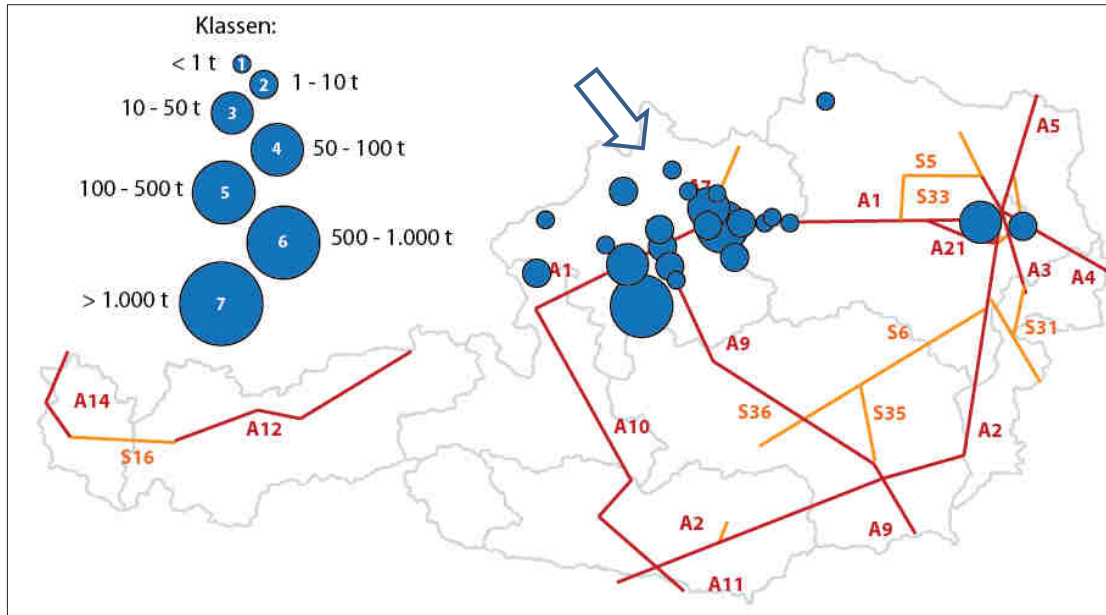 Klassen:
< 1 t
1
2
1 - 10 t
10 - 50 t
3
4
50 - 100 t
100 - 500 t
5
6
500 - 1.000 t
> 1.000 t
7
A5
S5
A1
S33
A21
A3
A4
A7
A1
S31
S6
A9
A14
S16
A12
A10
S36
S35
A2
A2
A9
A11